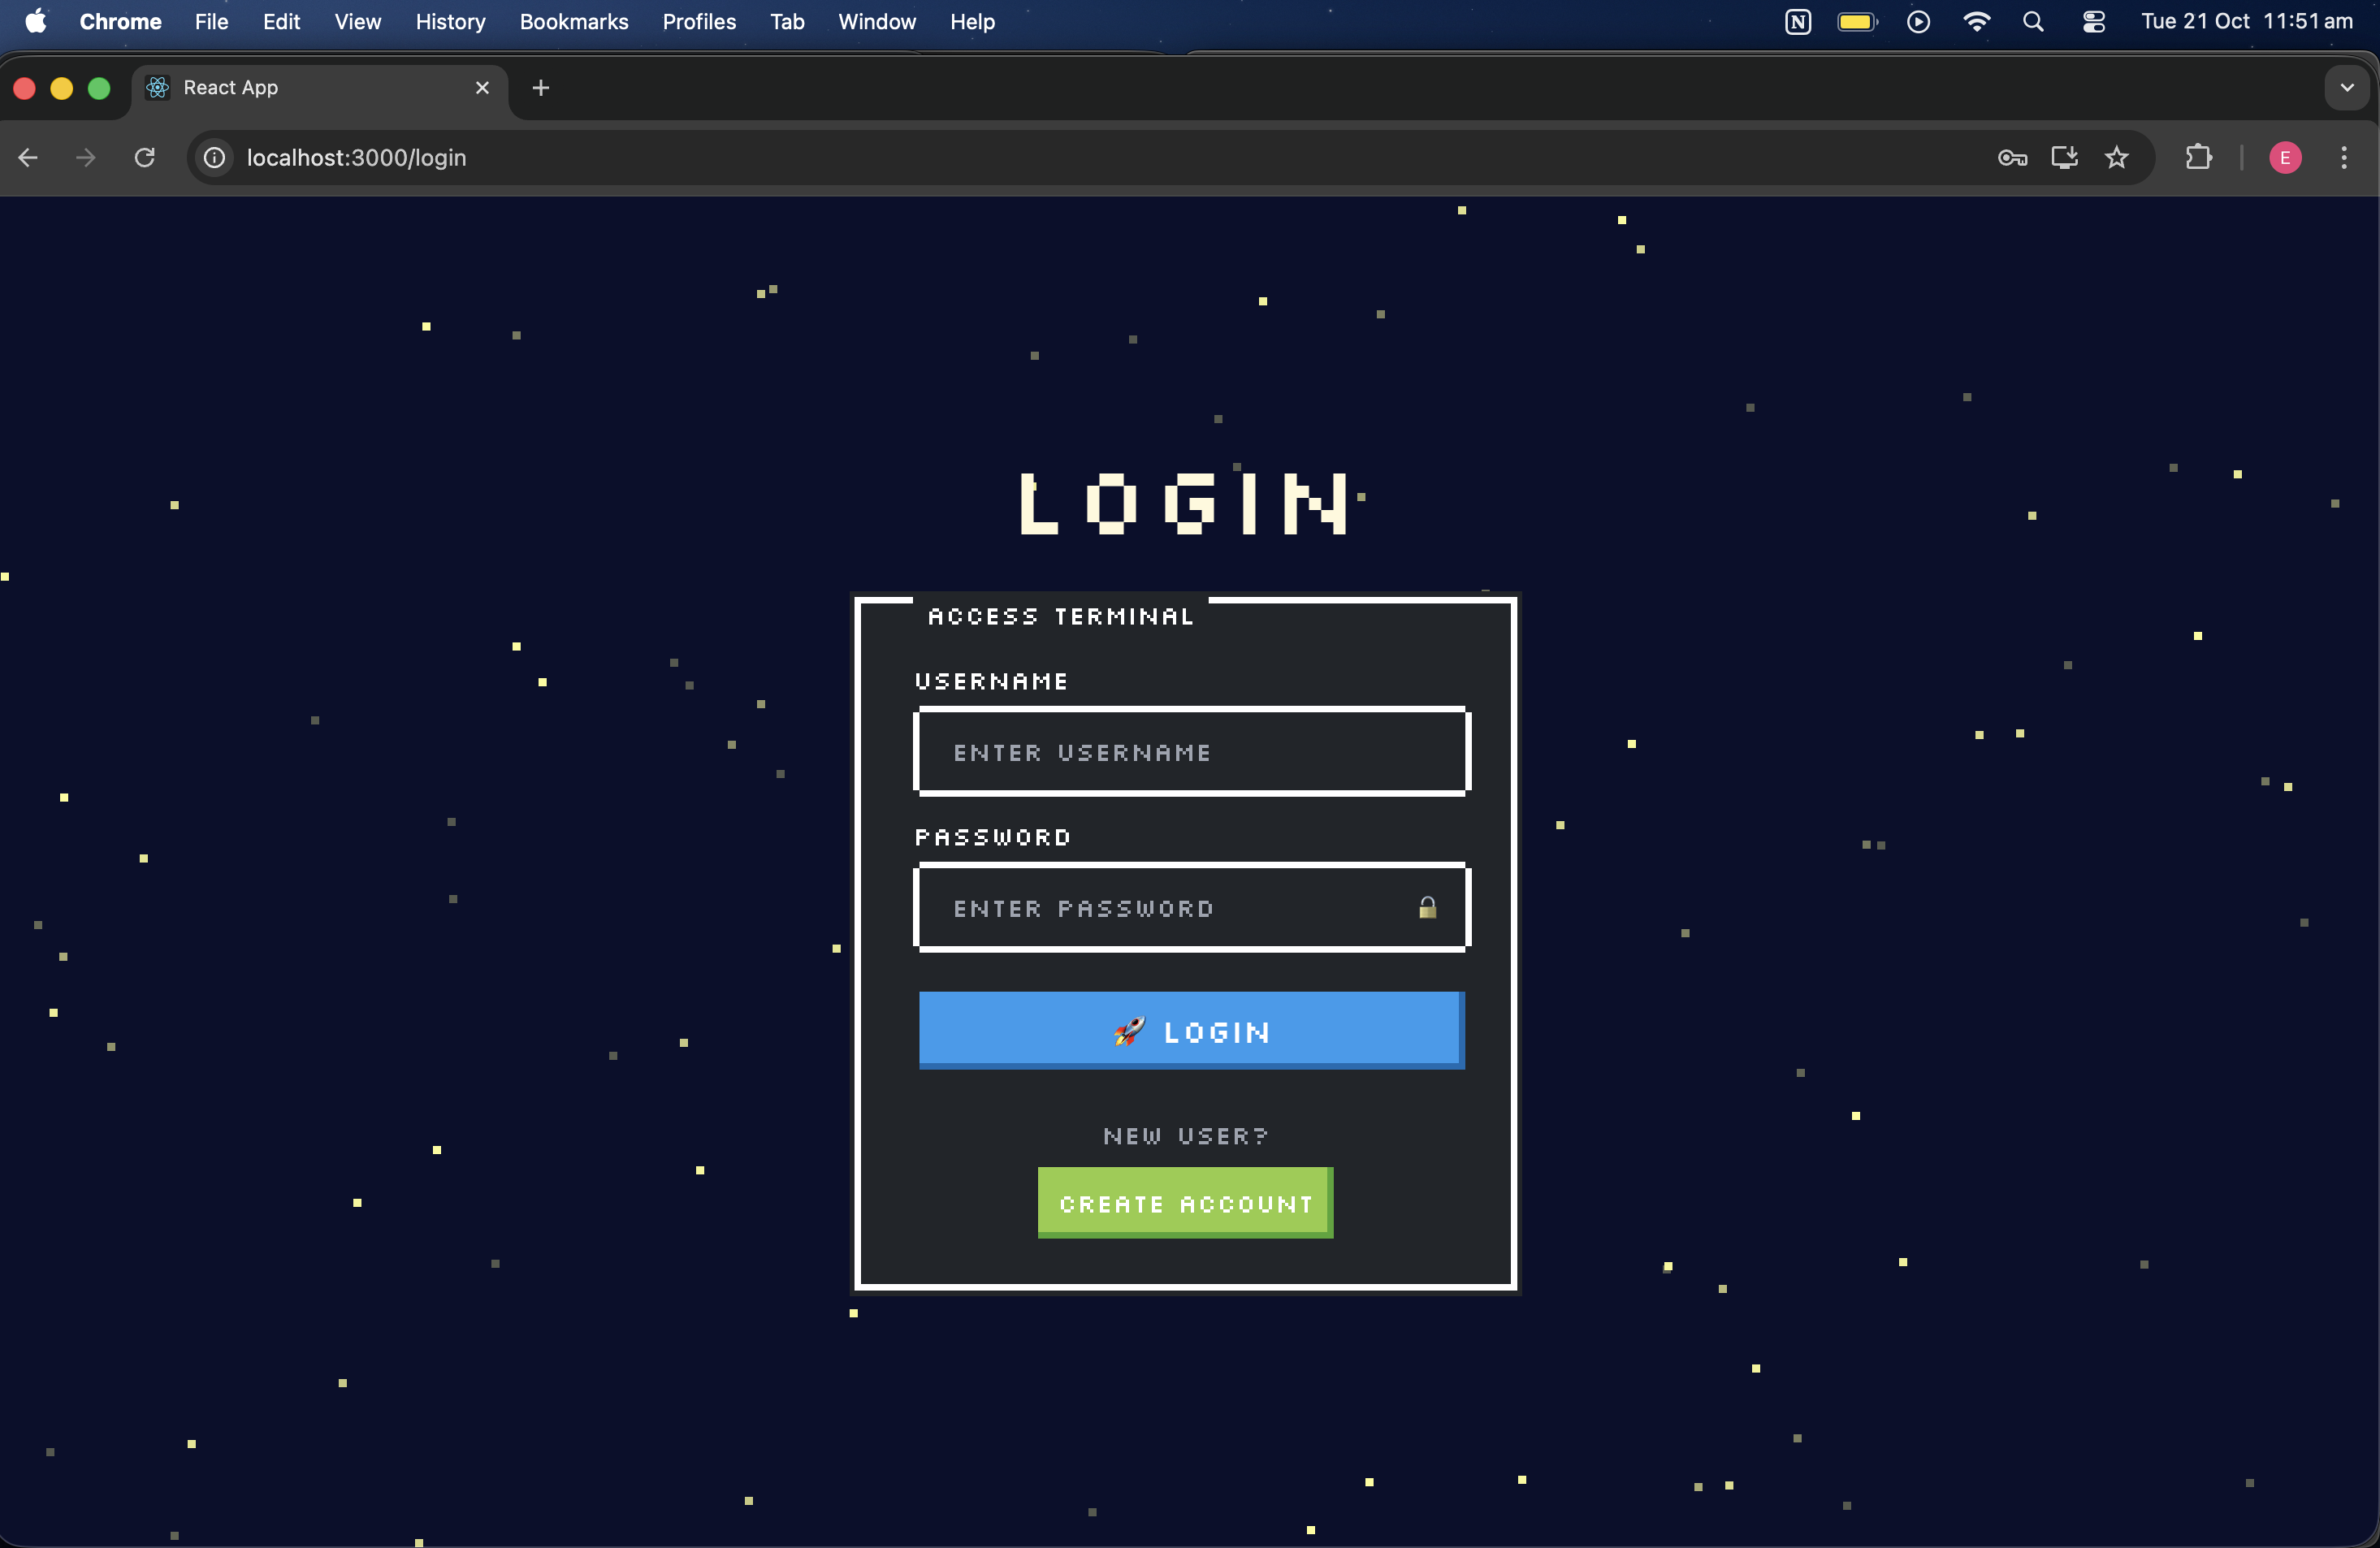 Chrome File Edit View History Bookmarks Profiles Tab Window Help N Tue 21 Oct 11:51 am
React App
localhost:3000/login E
LOGIN
ACCESS TERMINAL
USERNAME
ENTER USERNAME
PASSWORD
ENTER PASSWORD
🚀 LOGIN
NEW USER?
CREATE ACCOUNT